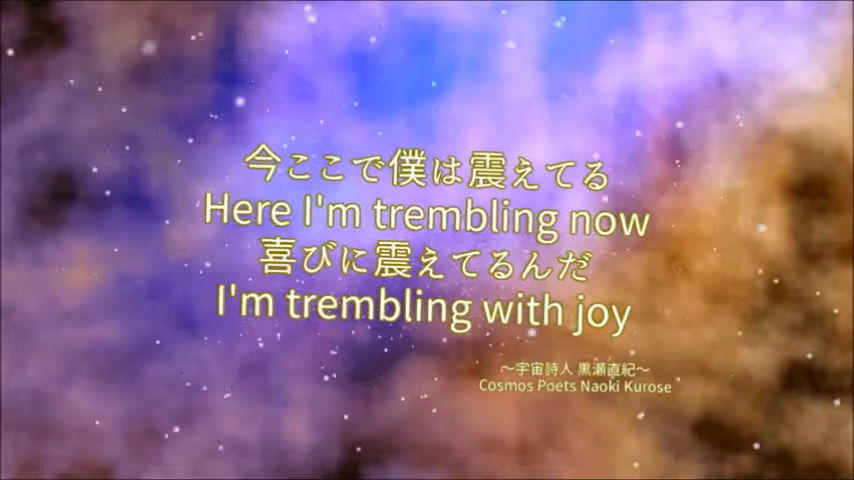 今ここで僕は震えてる
Here I'm trembling now
喜びに震えてるんだ
I'm trembling with joy
～宇宙詩人 黒瀬直紀～
Cosmos Poets Naoki Kurose